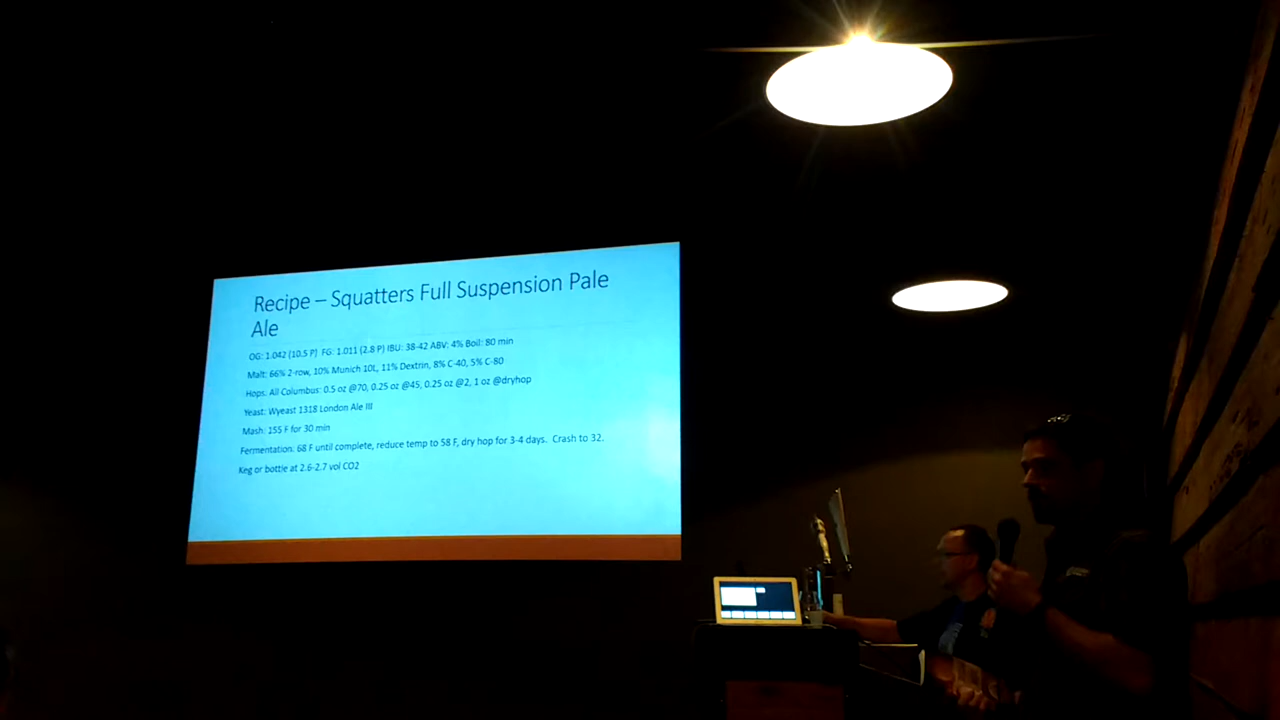 Recipe – Squatters Full Suspension Pale
Ale
OG: 1.042 (10.5 P) FG: 1.011 (2.8 P) IBU: 38-42 ABV: 4% Boil: 80 min
Malt: 66% 2-row, 10% Munich 10L, 11% Dextrin, 8% C-40, 5% C-80
Hops: All Columbus: 0.5 oz @70, 0.25 oz @45, 0.25 oz @2, 1 oz @dryhop
Yeast: Wyeast 1318 London Ale III
Mash: 155 F for 30 min
Fermentation: 68 F until complete, reduce temp to 58 F, dry hop for 3-4 days. Crash to 32.
Keg or bottle at 2.6-2.7 vol CO2